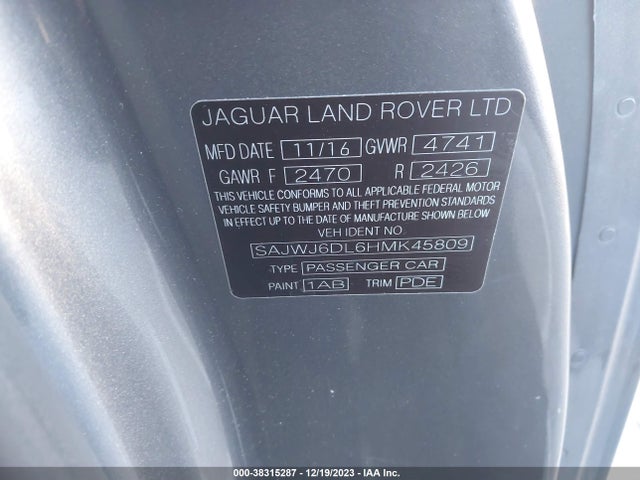 JAGUAR LAND ROVER LTD
MFD DATE 11/16 GVWR 4741
GAWR F 2470 R 2426
THIS VEHICLE CONFORMS TO ALL APPLICABLE FEDERAL MOTOR
VEHICLE SAFETY BUMPER AND THEFT PREVENTION STANDARDS
IN EFFECT UP TO THE DATE OF MANUFACTURE SHOWN BELOW
VEH IDENT NO
SAJWJ6DL6HMK45809
TYPE PASSENGER CAR
PAINT 1AB TRIM PDE
000-38315287 - 12/19/2023 - IAA Inc.